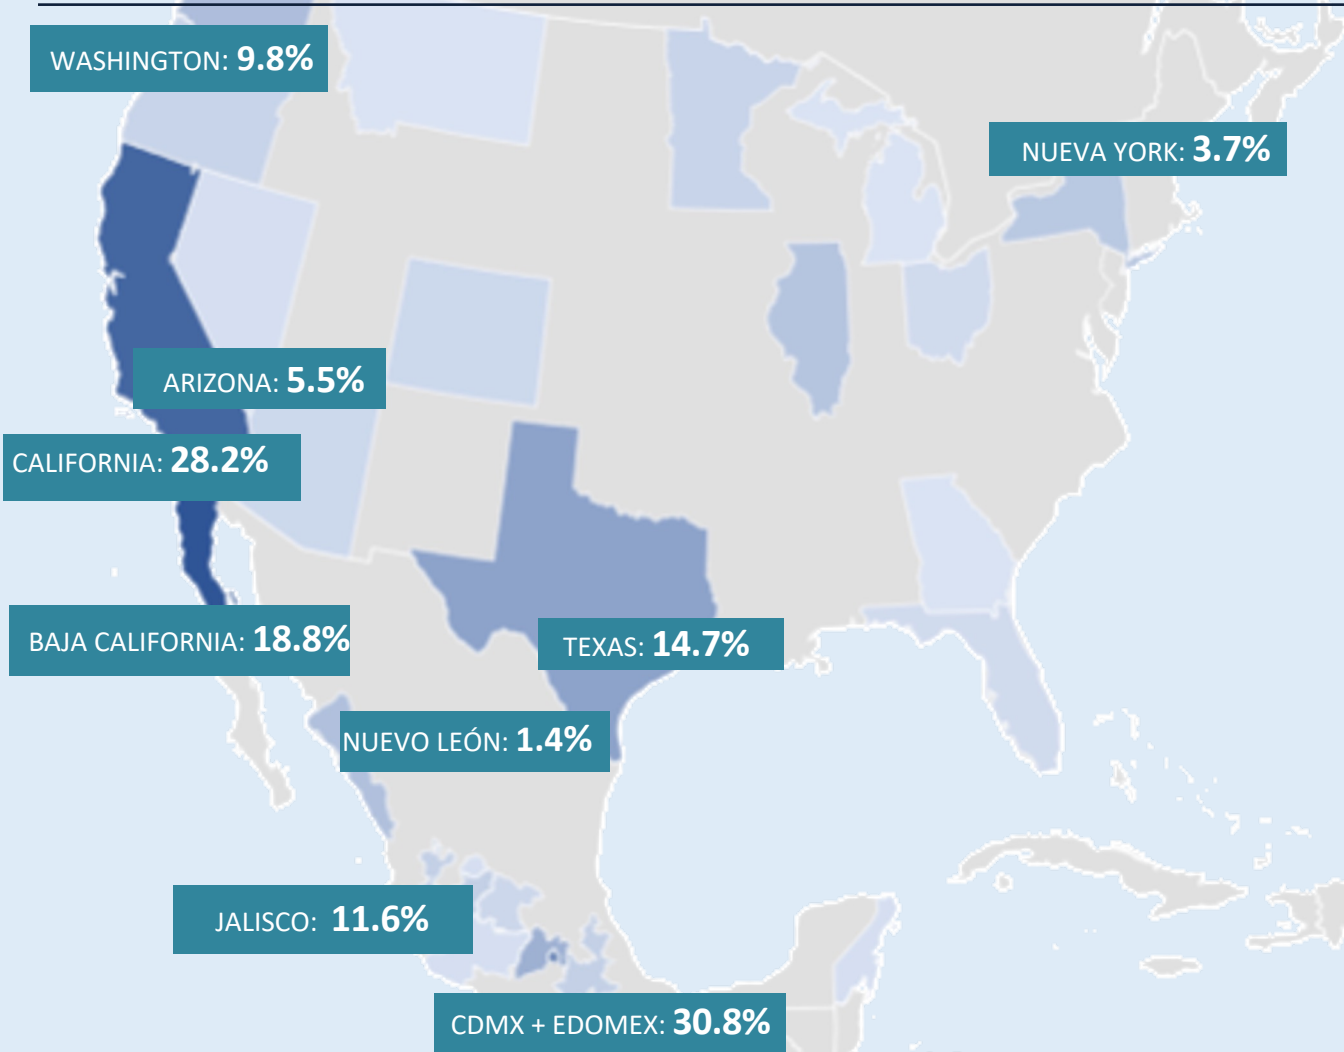 WASHINGTON: 9.8%
NUEVA YORK: 3.7%
ARIZONA: 5.5%
CALIFORNIA: 28.2%
BAJA CALIFORNIA: 18.8%
TEXAS: 14.7%
NUEVO LEÓN: 1.4%
JALISCO: 11.6%
CDMX + EDOMEX: 30.8%